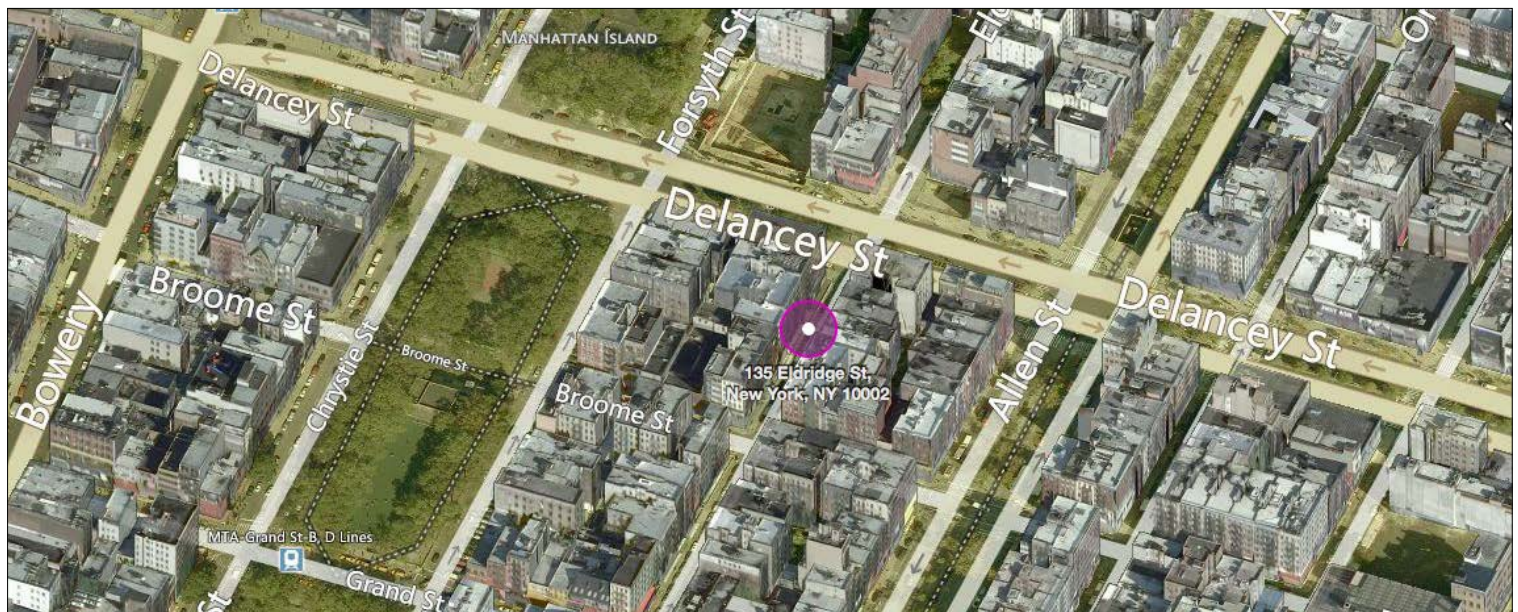 MANHATTAN ISLAND
Delancey St
Forsyth St
Delancey St
Bowery
Broome St
Chrystie St
Broome St
Broome St
135 Eldridge St,
New York, NY 10002
Allen St
Delancey St
MTA-Grand St-B, D Lines
Grand St
St